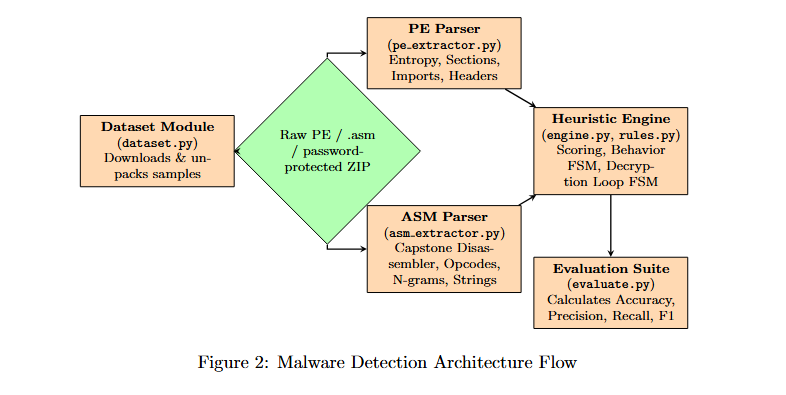 PE Parser
(pe_extractor.py)
Entropy, Sections,
Imports, Headers
Dataset Module
(dataset.py)
Downloads & un-
packs samples
Raw PE / .asm
/ password-
protected ZIP
Heuristic Engine
(engine.py, rules.py)
Scoring, Behavior
FSM, Decryp-
tion Loop FSM
ASM Parser
(asm_extractor.py)
Capstone Disas-
sembler, Opcodes,
N-grams, Strings
Evaluation Suite
(evaluate.py)
Calculates Accuracy,
Precision, Recall, F1
Figure 2: Malware Detection Architecture Flow